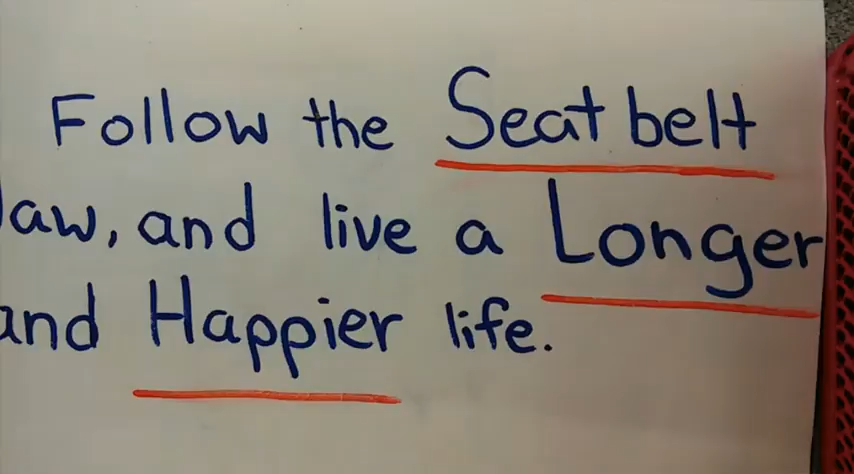 Follow the Seat belt
law, and live a Longer
and Happier life.